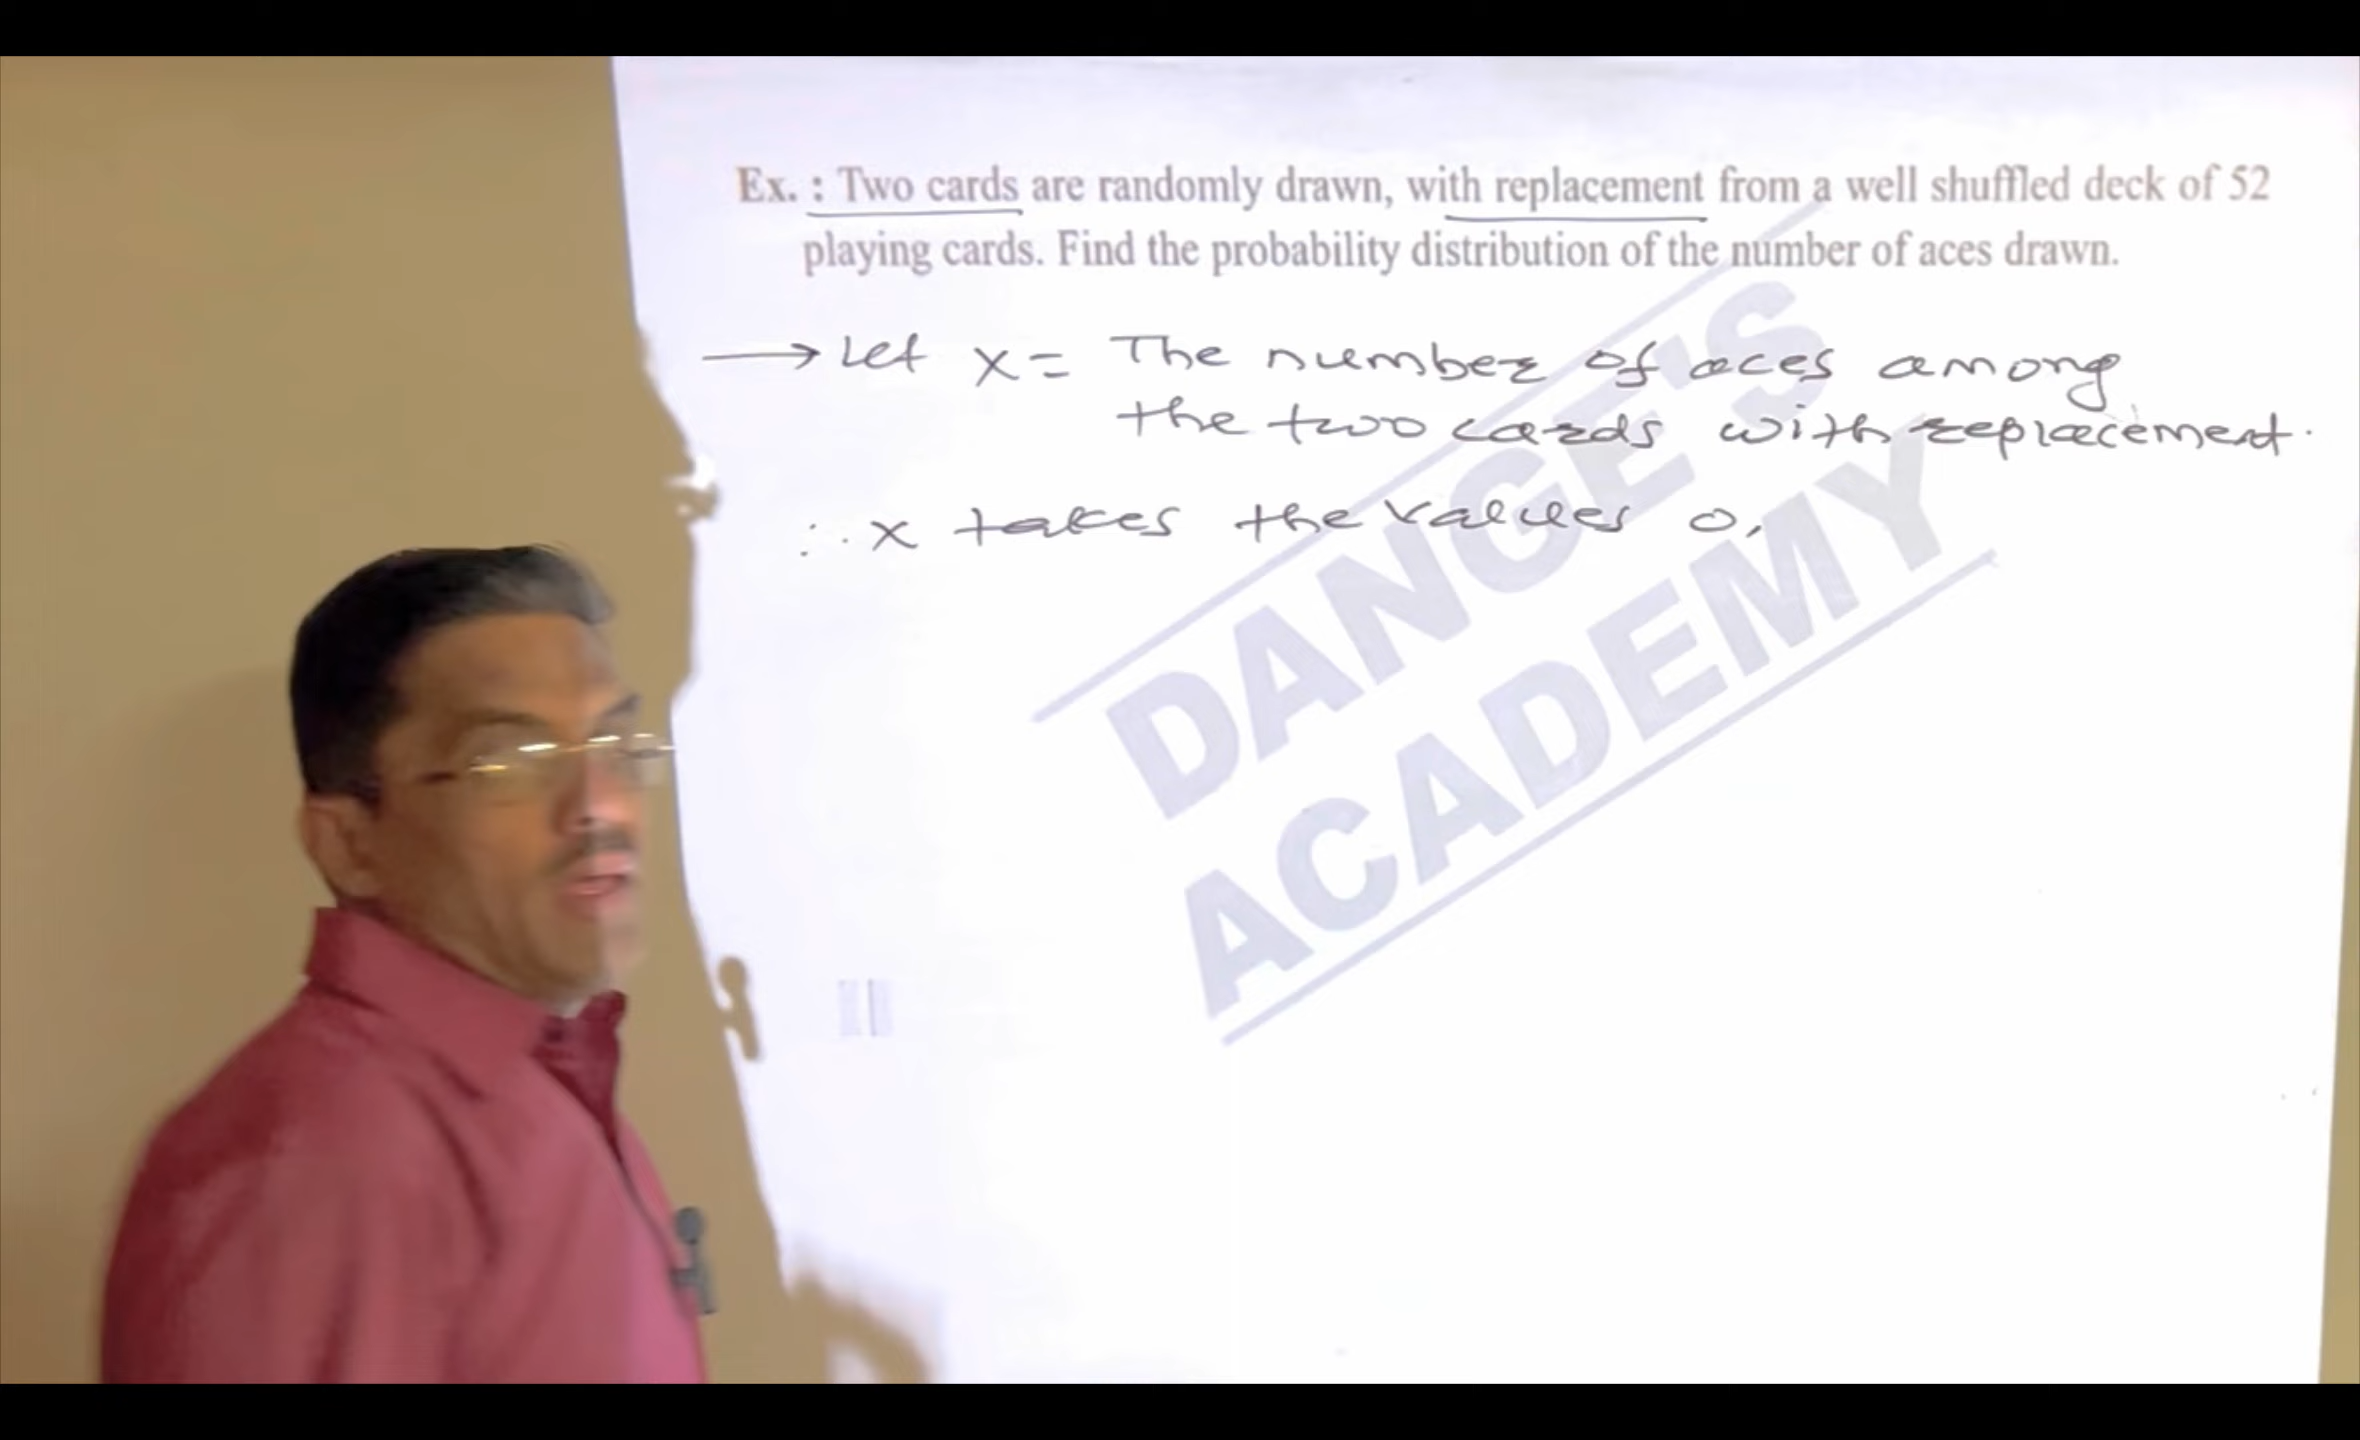 Ex. : Two cards are randomly drawn, with replacement from a well shuffled deck of 52
playing cards. Find the probability distribution of the number of aces drawn.
→ Let x = The number of aces among
the two cards with replacement.
∴ x takes the values 0,
DANGE'S
ACADEMY